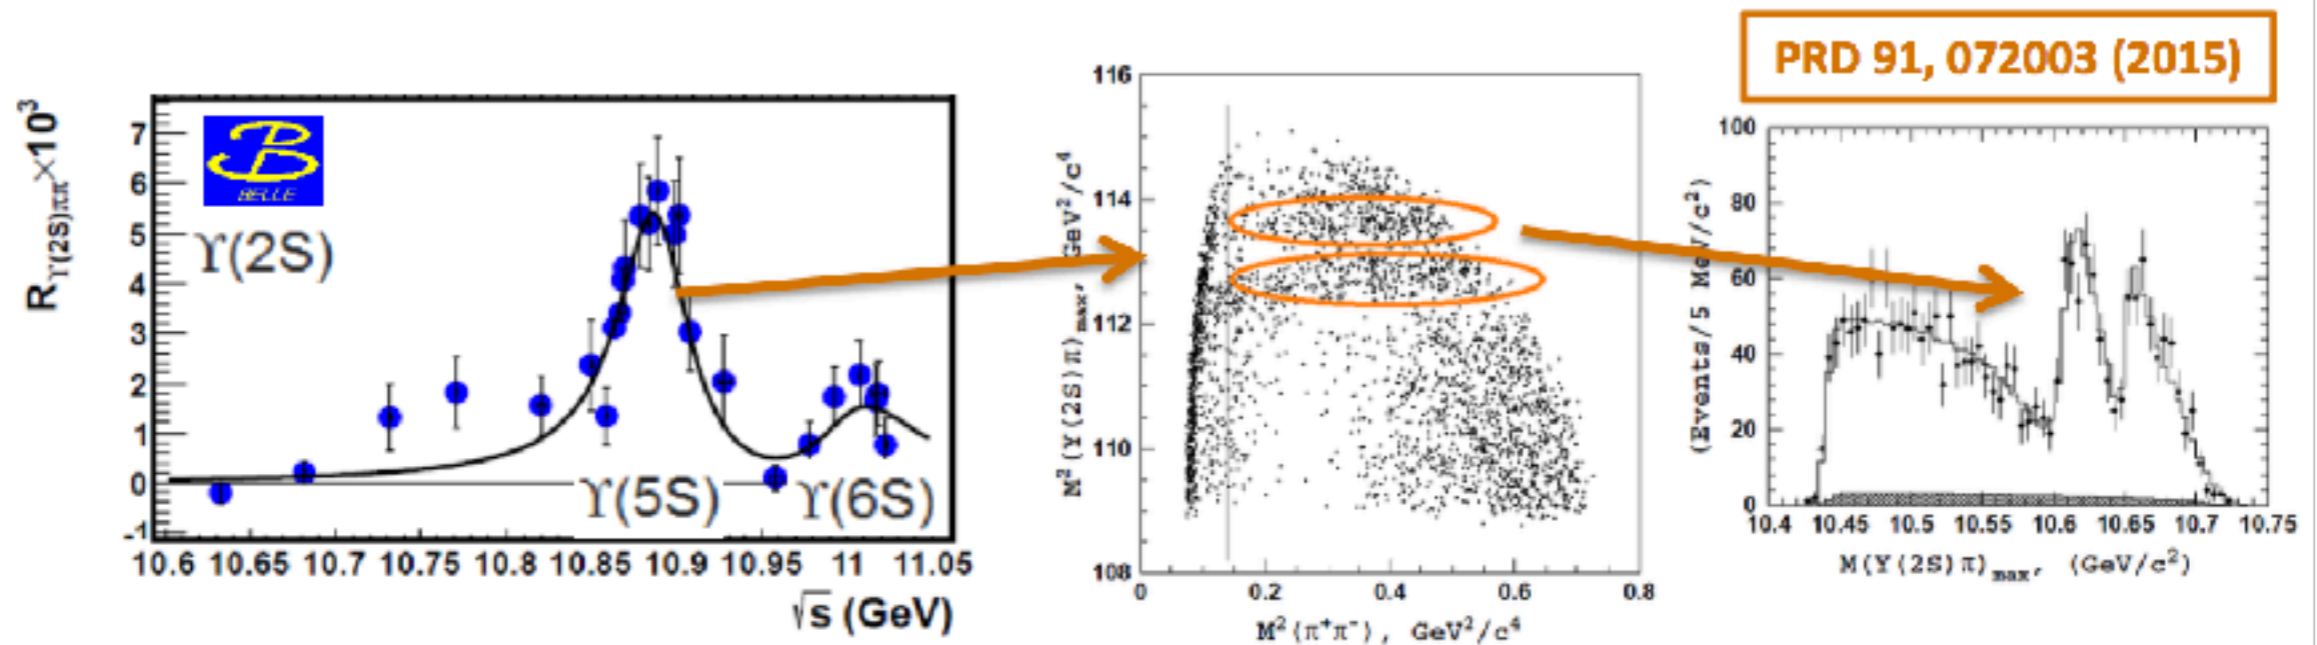 PRD 91, 072003 (2015)
R_ϒ(2S)ππ×10³
7
6
5
4
3
2
1
0
-1
BELLE
ϒ(2S)
ϒ(5S)
ϒ(6S)
10.6 10.65 10.7 10.75 10.8 10.85 10.9 10.95 11 11.05
√s (GeV)
M²(Υ(2S)π)max, GeV²/c⁴
116
114
112
110
108
0 0.2 0.4 0.6 0.8
M²(π⁺π⁻), GeV²/c⁴
(Events/5 MeV/c²)
100
80
60
40
20
0
10.4 10.45 10.5 10.55 10.6 10.65 10.7 10.75
M(Υ(2S)π)max, (GeV/c²)